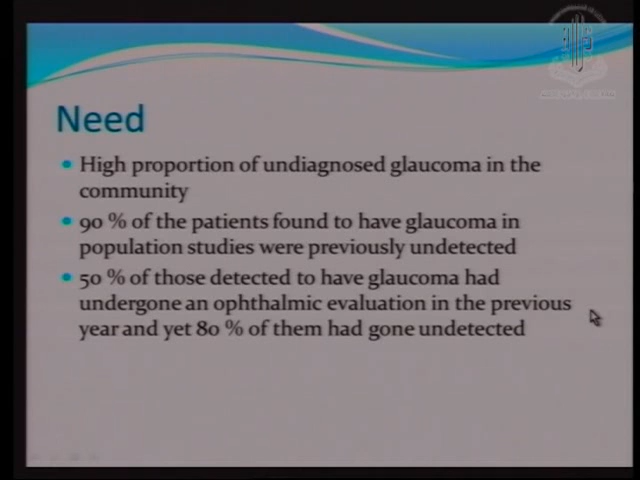 Need
High proportion of undiagnosed glaucoma in the
community
90 % of the patients found to have glaucoma in
population studies were previously undetected
50 % of those detected to have glaucoma had
undergone an ophthalmic evaluation in the previous
year and yet 80 % of them had gone undetected